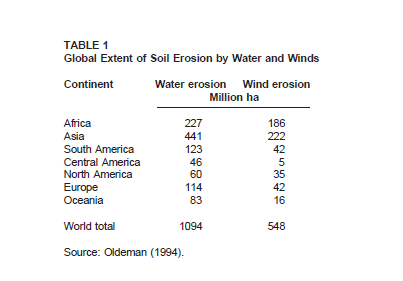 TABLE 1
Global Extent of Soil Erosion by Water and Winds
Continent Water erosion Wind erosion
Million ha
Africa 227 186
Asia 441 222
South America 123 42
Central America 46 5
North America 60 35
Europe 114 42
Oceania 83 16
World total 1094 548
Source: Oldeman (1994).